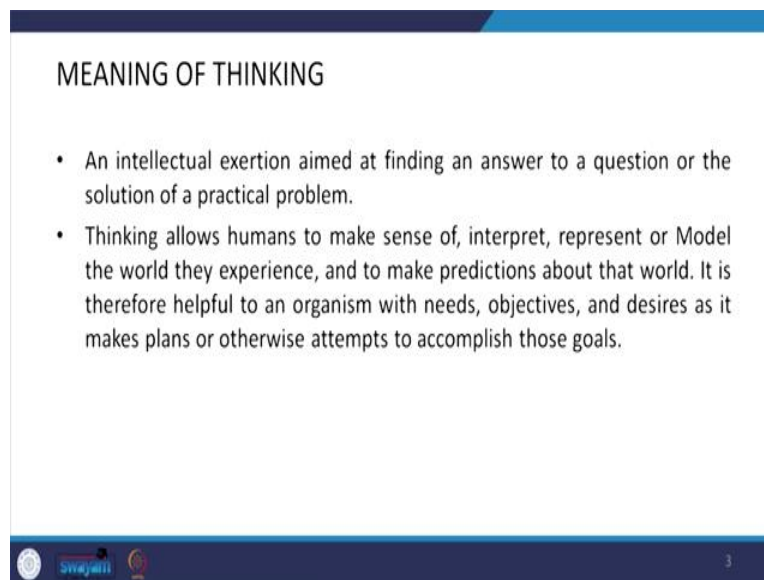 MEANING OF THINKING
• An intellectual exertion aimed at finding an answer to a question or the
solution of a practical problem.
• Thinking allows humans to make sense of, interpret, represent or Model
the world they experience, and to make predictions about that world. It is
therefore helpful to an organism with needs, objectives, and desires as it
makes plans or otherwise attempts to accomplish those goals.
swayam
3